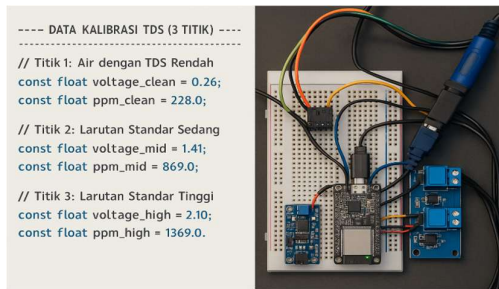 ---- DATA KALIBRASI TDS (3 TITIK) ----
// Titik 1: Air dengan TDS Rendah
const float voltage_clean = 0.26;
const float ppm_clean = 228.0;
// Titik 2: Larutan Standar Sedang
const float voltage_mid = 1.41;
const float ppm_mid = 869.0;
// Titik 3: Larutan Standar Tinggi
const float voltage_high = 2.10;
const float ppm_high = 1369.0.